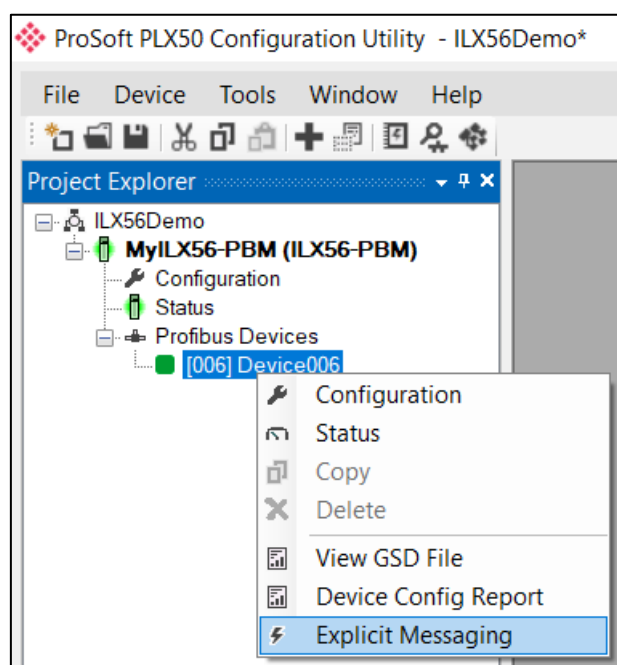 ProSoft PLX50 Configuration Utility - ILX56Demo*
File Device Tools Window Help
Project Explorer
ILX56Demo
MyILX56-PBM (ILX56-PBM)
Configuration
Status
Profibus Devices
[006] Device006
Configuration
Status
Copy
Delete
View GSD File
Device Config Report
Explicit Messaging